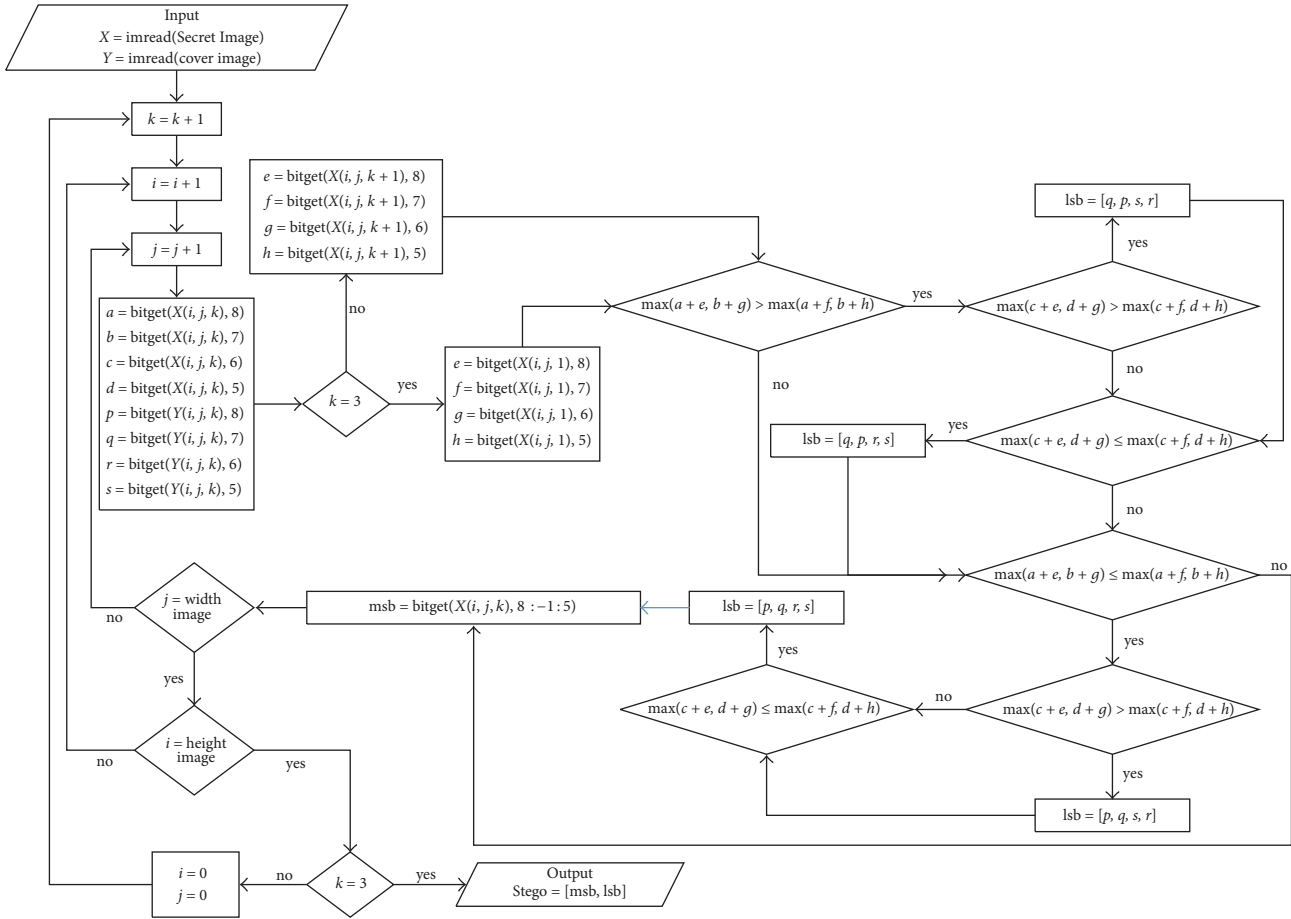 Input
X = imread(Secret Image)
Y = imread(cover image)
k = k + 1
i = i + 1
j = j + 1
a = bitget(X(i, j, k), 8)
b = bitget(X(i, j, k), 7)
c = bitget(X(i, j, k), 6)
d = bitget(X(i, j, k), 5)
p = bitget(Y(i, j, k), 8)
q = bitget(Y(i, j, k), 7)
r = bitget(Y(i, j, k), 6)
s = bitget(Y(i, j, k), 5)
k = 3
no
e = bitget(X(i, j, k + 1), 8)
f = bitget(X(i, j, k+1), 7)
g = bitget(X(i, j, k+1), 6)
h = bitget(X(i, j, k+1), 5)
yes
e = bitget(X(i, j, 1), 8)
f = bitget(X(i, j, 1), 7)
g = bitget(X(i, j, 1), 6)
h = bitget(X(i, j, 1), 5)
max(a + e, b + g) > max(a + f, b + h)
yes
no
max(c + e, d + g) > max(c + f, d + h)
yes
lsb = [q, p, s, r]
no
max(c + e, d + g) ≤ max(c + f, d + h)
yes
lsb = [q, p, r, s]
no
max(a + e, b + g) ≤ max(a + f, b + h)
no
yes
max(c + e, d + g) > max(c + f, d + h)
no
yes
lsb = [p, q, s, r]
max(c + e, d + g) ≤ max(c + f, d + h)
yes
lsb = [p, q, r, s]
msb = bitget(X(i, j, k), 8 : −1 : 5)
j = width
image
no
yes
i = height
image
no
yes
k = 3
no
i = 0
j = 0
yes
Output
Stego = [msb, lsb]